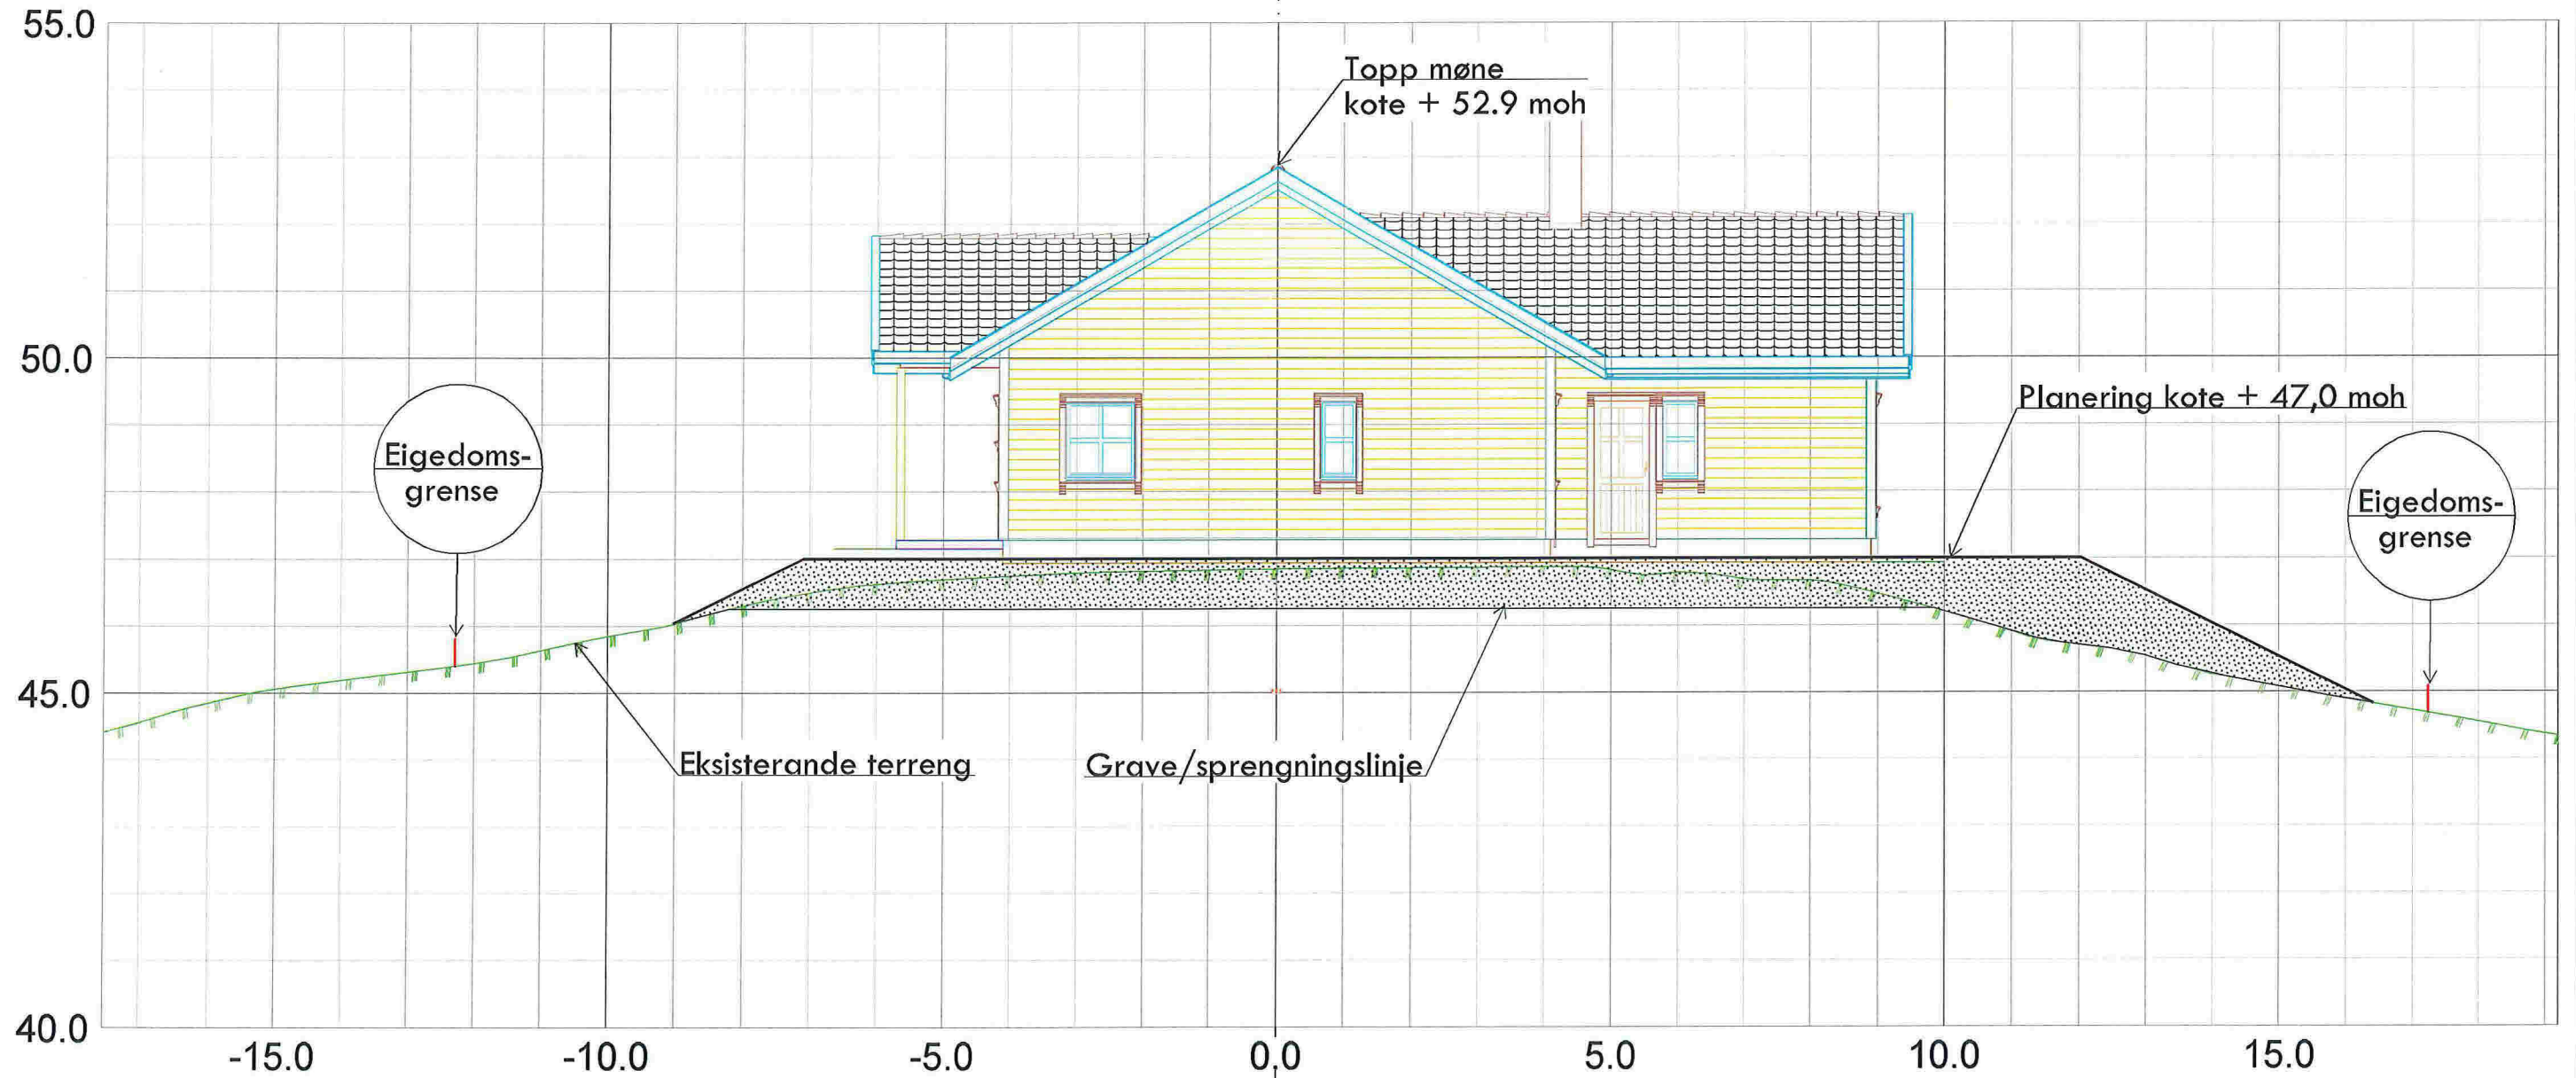 55.0
Topp møne
kote + 52.9 moh
50.0
Planering kote + 47,0 moh
Eigedoms-
grense
Eigedoms-
grense
45.0
Eksisterande terreng
Grave/sprengningslinje
40.0
-15.0
-10.0
-5.0
0.0
5.0
10.0
15.0